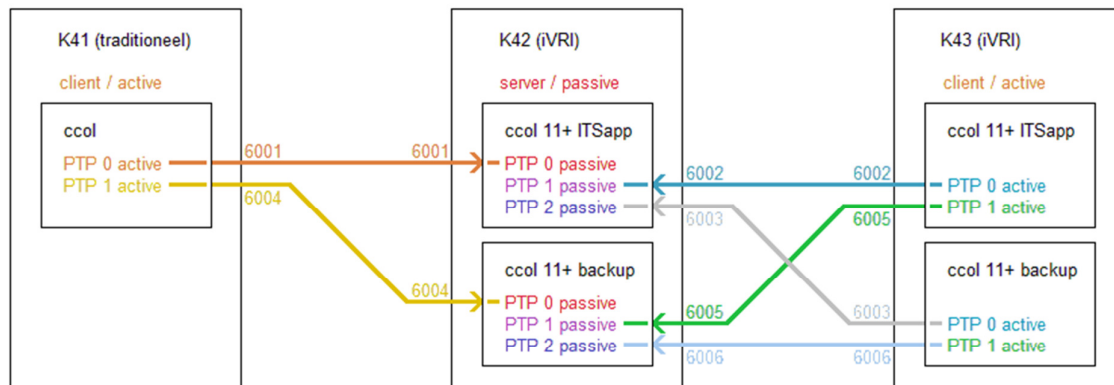 K41 (traditioneel)
client / active
ccol
PTP 0 active
PTP 1 active
6001
6004
6001
6004
K42 (iVRI)
server / passive
ccol 11+ ITSapp
PTP 0 passive
PTP 1 passive
PTP 2 passive
ccol 11+ backup
PTP 0 passive
PTP 1 passive
PTP 2 passive
6002
6003
6005
6006
6002
6005
6003
6006
K43 (iVRI)
client / active
ccol 11+ ITSapp
PTP 0 active
PTP 1 active
ccol 11+ backup
PTP 0 active
PTP 1 active